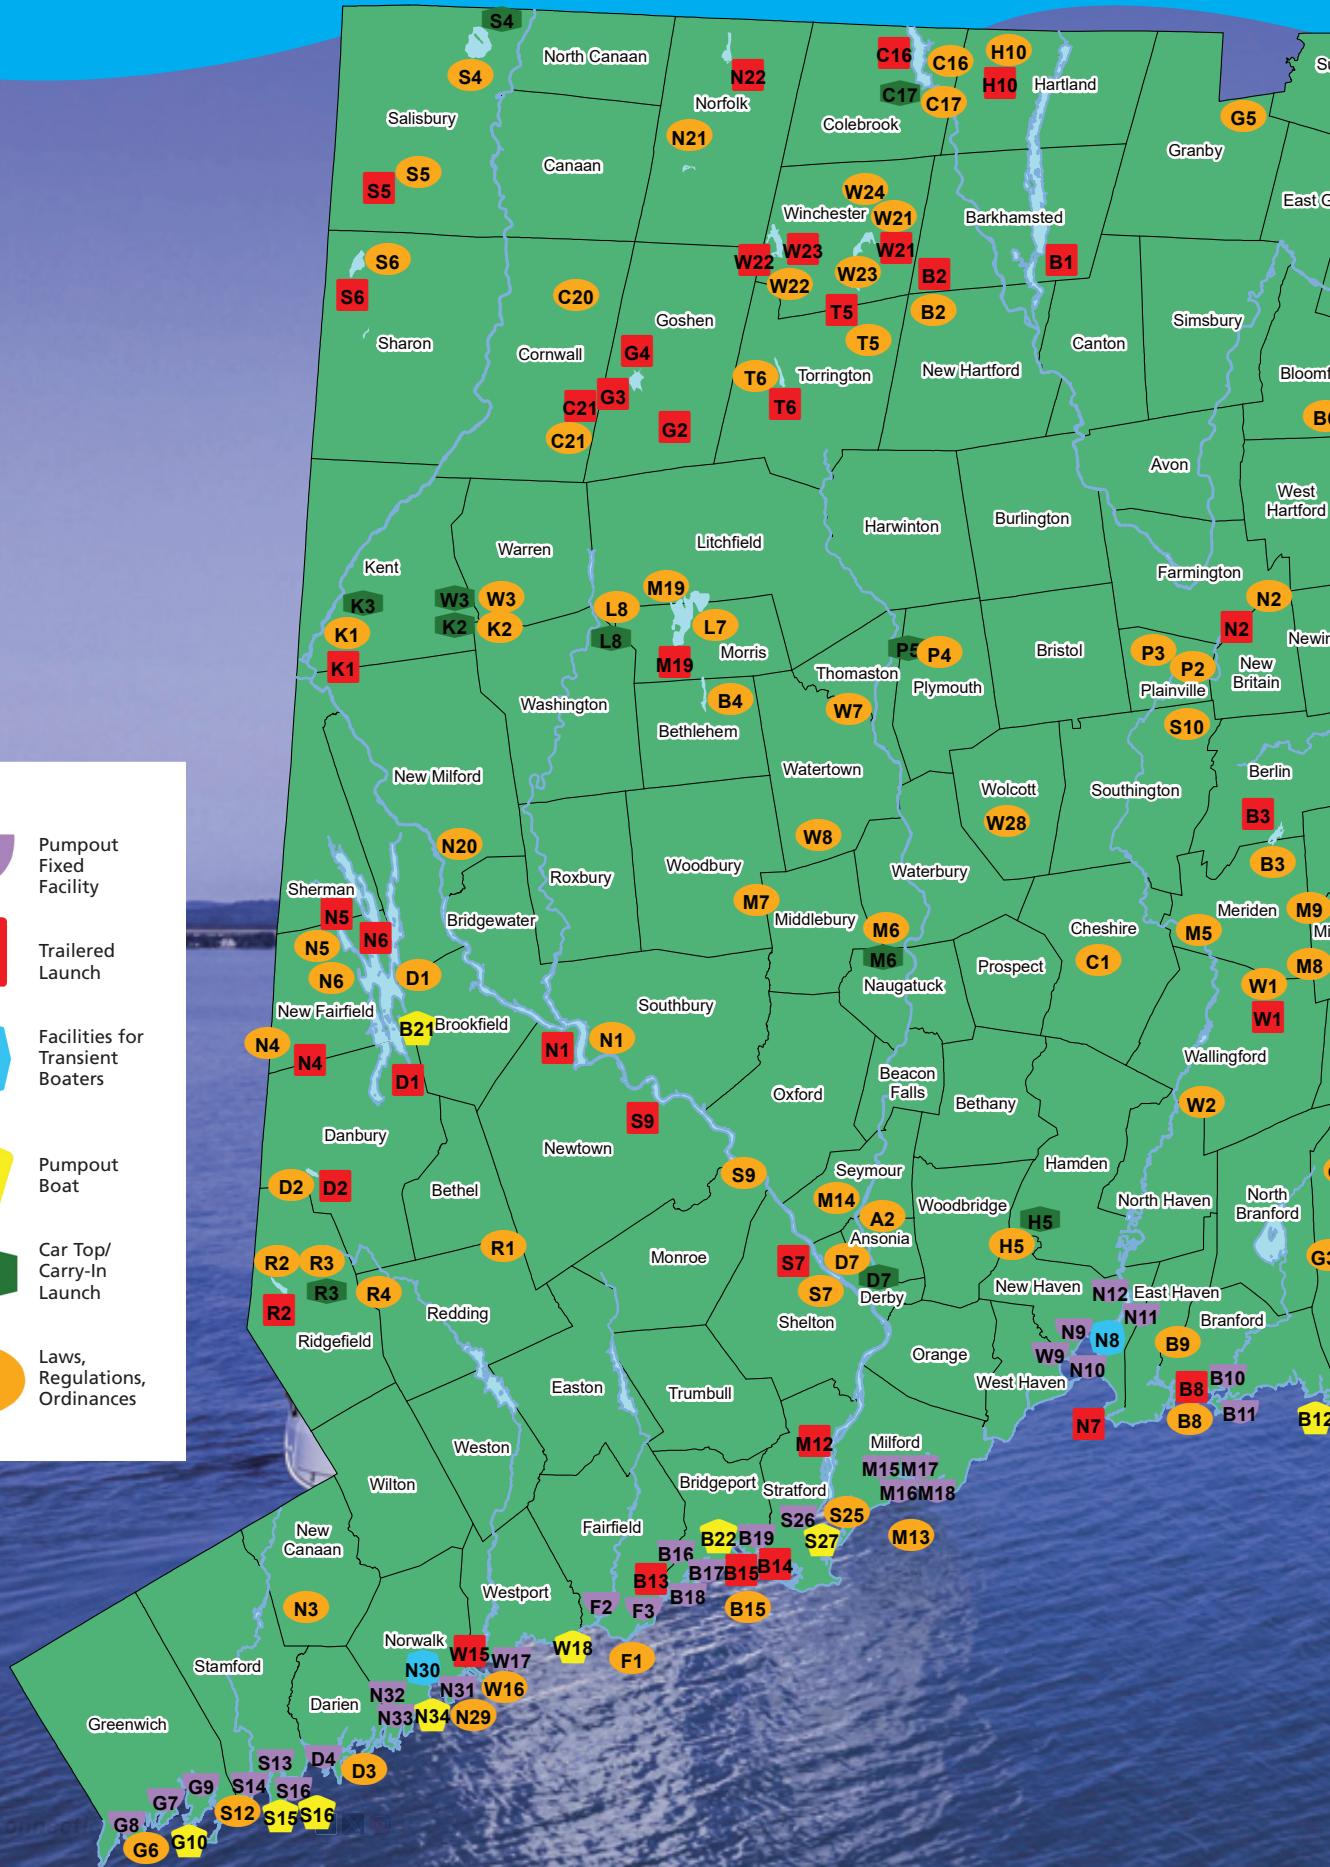 S4
North Canaan
S4
C16
C16
H10
N22
H10
Hartland
Su
C17
C17
Norfolk
Salisbury
Colebrook
G5
N21
Granby
Canaan
S5
S5
W24
East G
Winchester
W21
Barkhamsted
S6
W22
W23
W21
B1
W23
B2
W22
S6
C20
T5
B2
Goshen
Simsbury
Sharon
Cornwall
G4
T5
Canton
T6
Torrington
New Hartford
Bloomf
G3
C21
T6
B6
G2
C21
Avon
West
Hartford
Harwinton
Burlington
Litchfield
Warren
Kent
Farmington
M19
K3
W3
W3
L8
N2
K1
K2
K2
L8
L7
N2
Newin
K1
M19
Morris
P5
P4
Bristol
P3
P2
New
Britain
Thomaston
Plymouth
Plainville
Washington
B4
W7
Bethlehem
S10
New Milford
Watertown
Berlin
Wolcott
Southington
W28
B3
N20
W8
B3
Pumpout
Fixed
Facility
Woodbury
Waterbury
Roxbury
Sherman
M7
N5
Bridgewater
Middlebury
M6
Cheshire
M5
Meriden
M9
Mi
N6
N5
Trailered
Launch
M6
Prospect
C1
M8
N6
D1
Naugatuck
W1
New Fairfield
Southbury
W1
B21
Brookfield
N4
N1
N1
Wallingford
N4
Facilities for
Transient
Boaters
D1
Beacon
Falls
Oxford
Bethany
W2
S9
Danbury
Newtown
Pumpout
Boat
Seymour
Hamden
S9
D2
D2
Bethel
M14
Woodbridge
North Haven
North
Branford
A2
H5
Ansonia
R1
H5
Car Top/
Carry-In
Launch
R2
R3
Monroe
S7
D7
G3
D7
New Haven
N12
East Haven
R3
R4
S7
Derby
R2
Redding
Shelton
N11
Branford
Ridgefield
N9
N8
B9
Laws,
Regulations,
Ordinances
W9
Orange
N10
B10
West Haven
Easton
Trumbull
B8
B11
B12
N7
B8
Weston
M12
Milford
M15
M17
Wilton
Bridgeport
Stratford
M16
M18
New
Canaan
Fairfield
S26
S25
B22
B19
S27
M13
B16
B17
B15
B14
B13
Westport
B18
N3
F2
F3
B15
Norwalk
W15
W17
W18
F1
Stamford
N30
N32
N31
W16
Darien
N33
N34
N29
Greenwich
S13
D4
D3
G9
S14
S16
G7
S12
S15
S16
G8
G6
G10